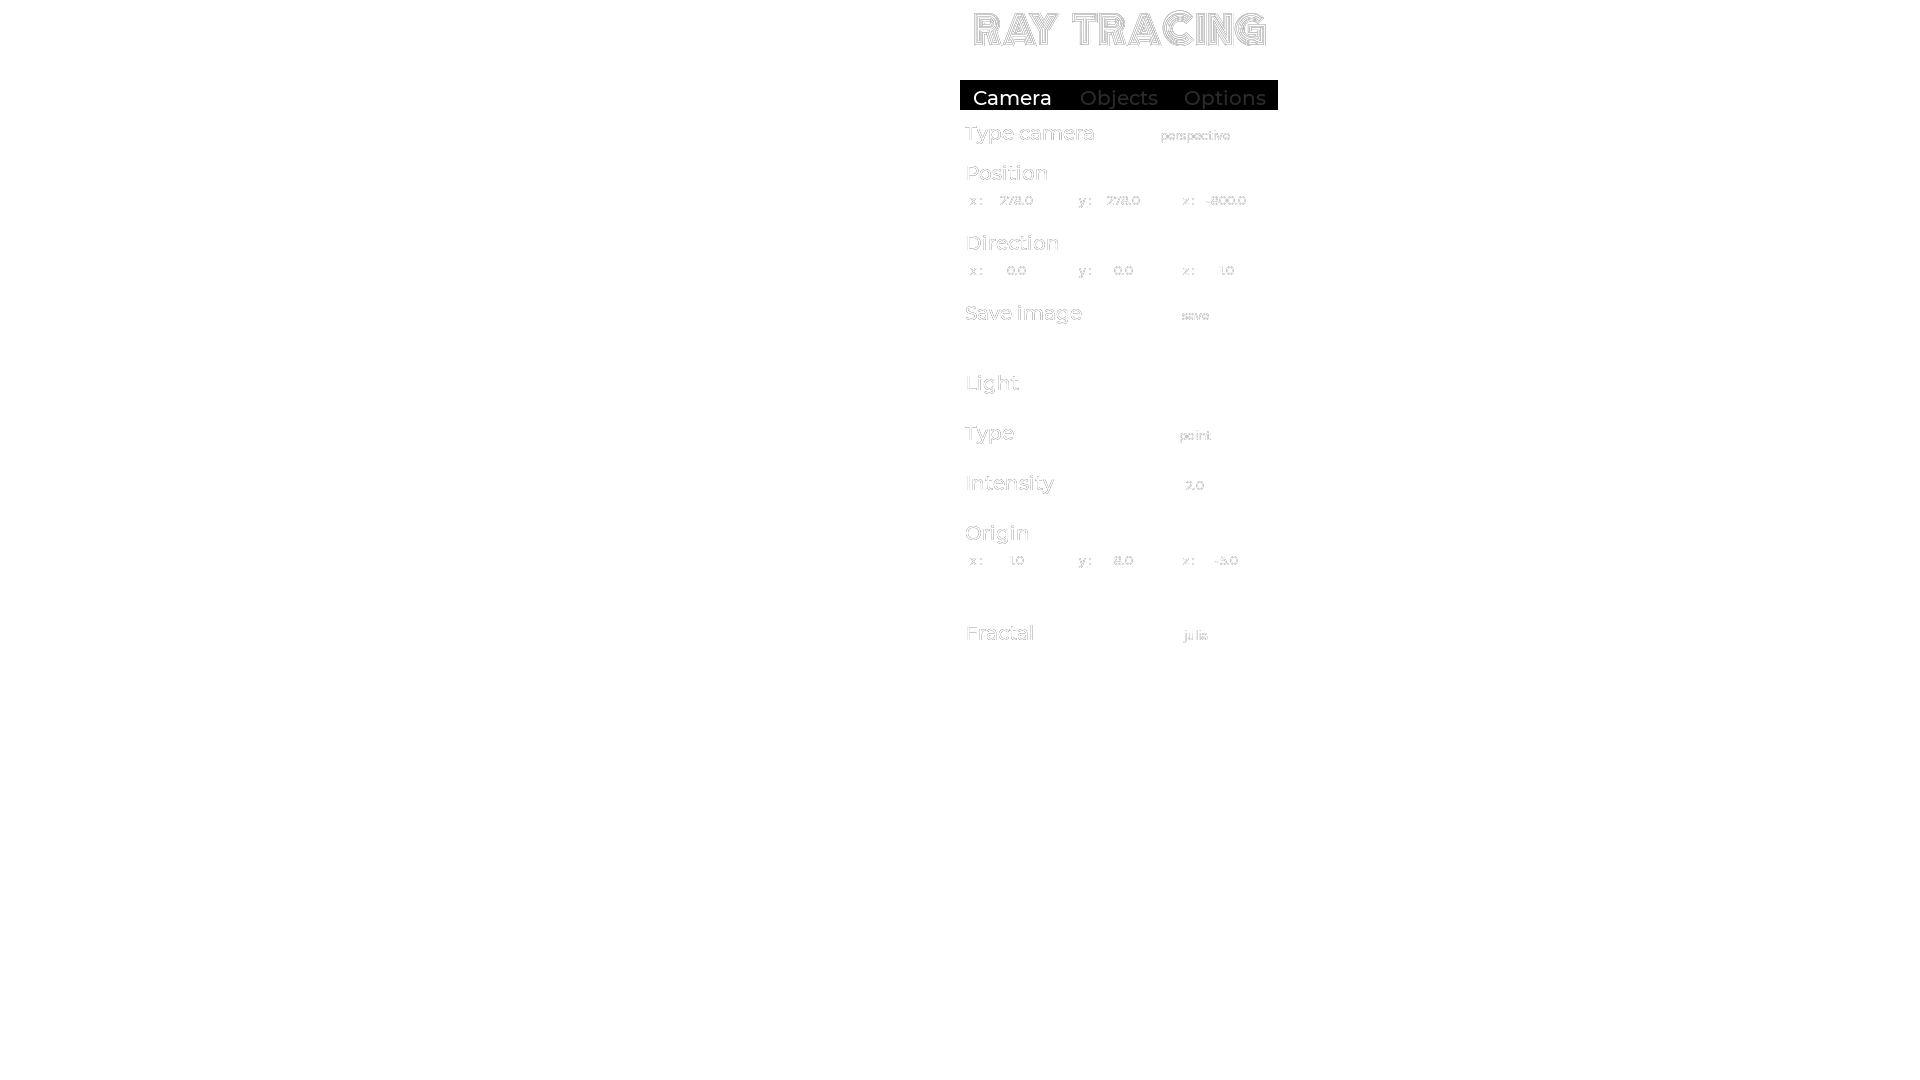 RAY TRACING
Camera Objects Options
Type camera perspective
Position
x : 278.0 y : 278.0 z : -800.0
Direction
x : 0.0 y : 0.0 z : 1.0
Save image save
Light
Type point
Intensity 2.0
Origin
x : 1.0 y : 8.0 z : -5.0
Fractal julia